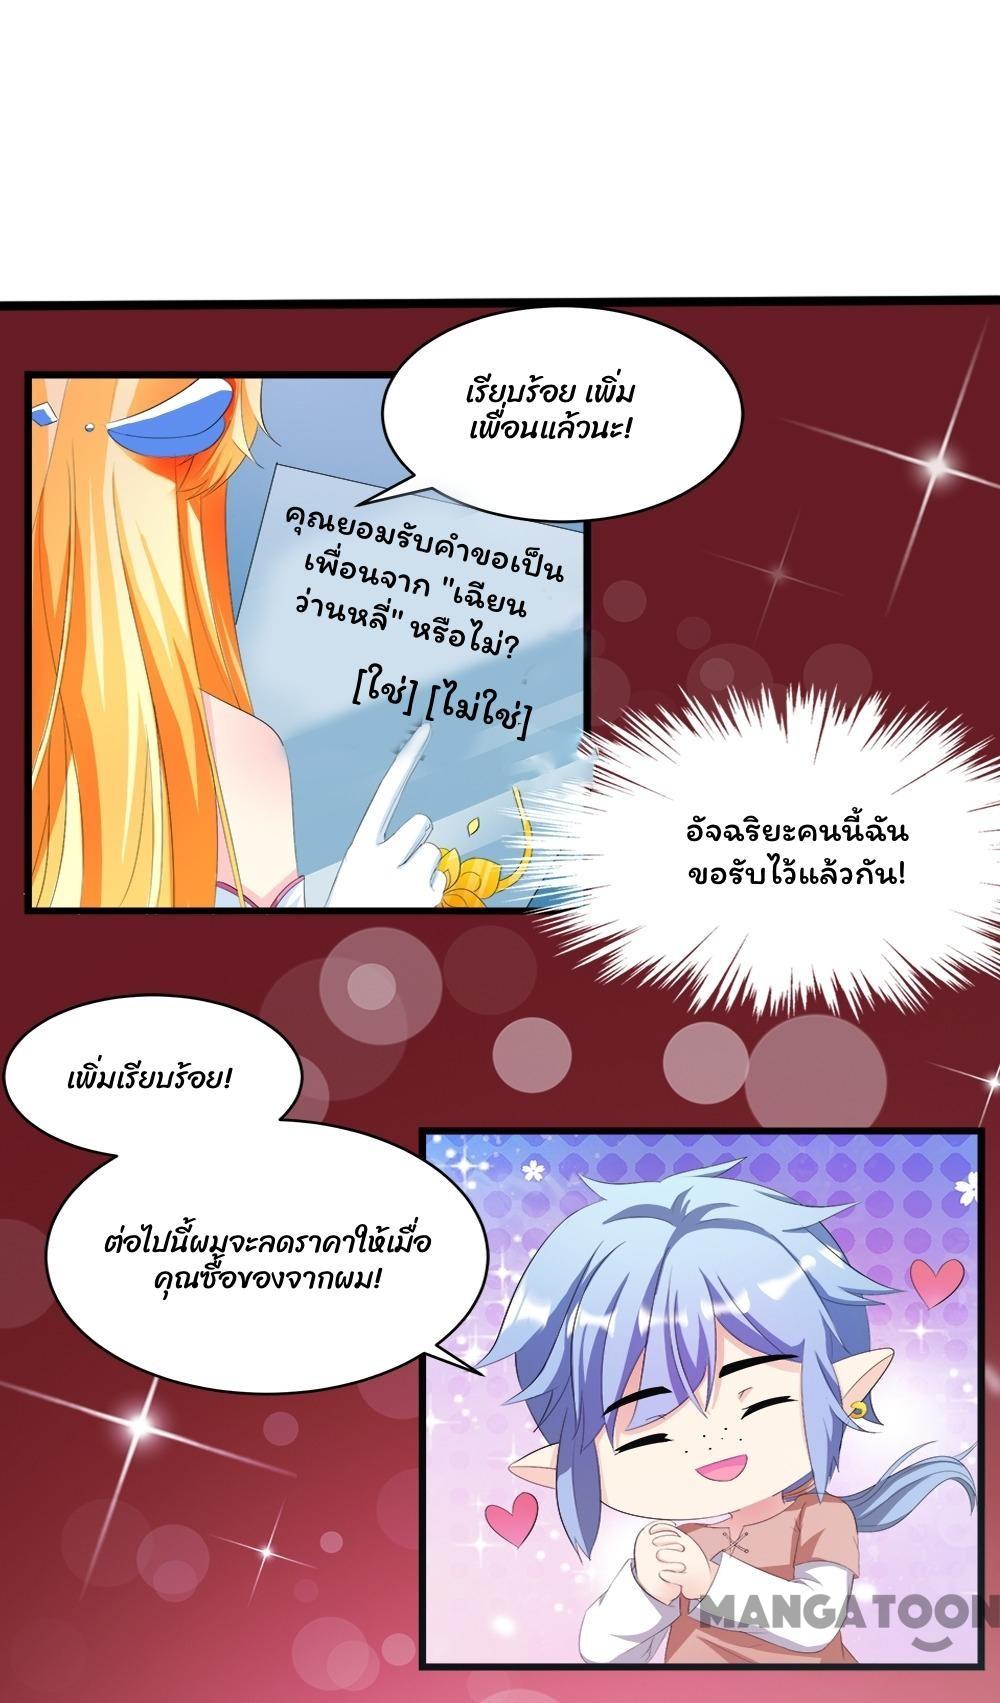 เรียบร้อย เพิ่ม
เพื่อนแล้วนะ!
คุณยอมรับคำขอเป็น
เพื่อนจาก "เฉียน
ว่านหลี่" หรือไม่?
[ใช่] [ไม่ใช่]
อัจฉริยะคนนี้ฉัน
ขอรับไว้แล้วกัน!
เพิ่มเรียบร้อย!
ต่อไปนี้ผมจะลดราคาให้เมื่อ
คุณซื้อของจากผม!
MANGATOON